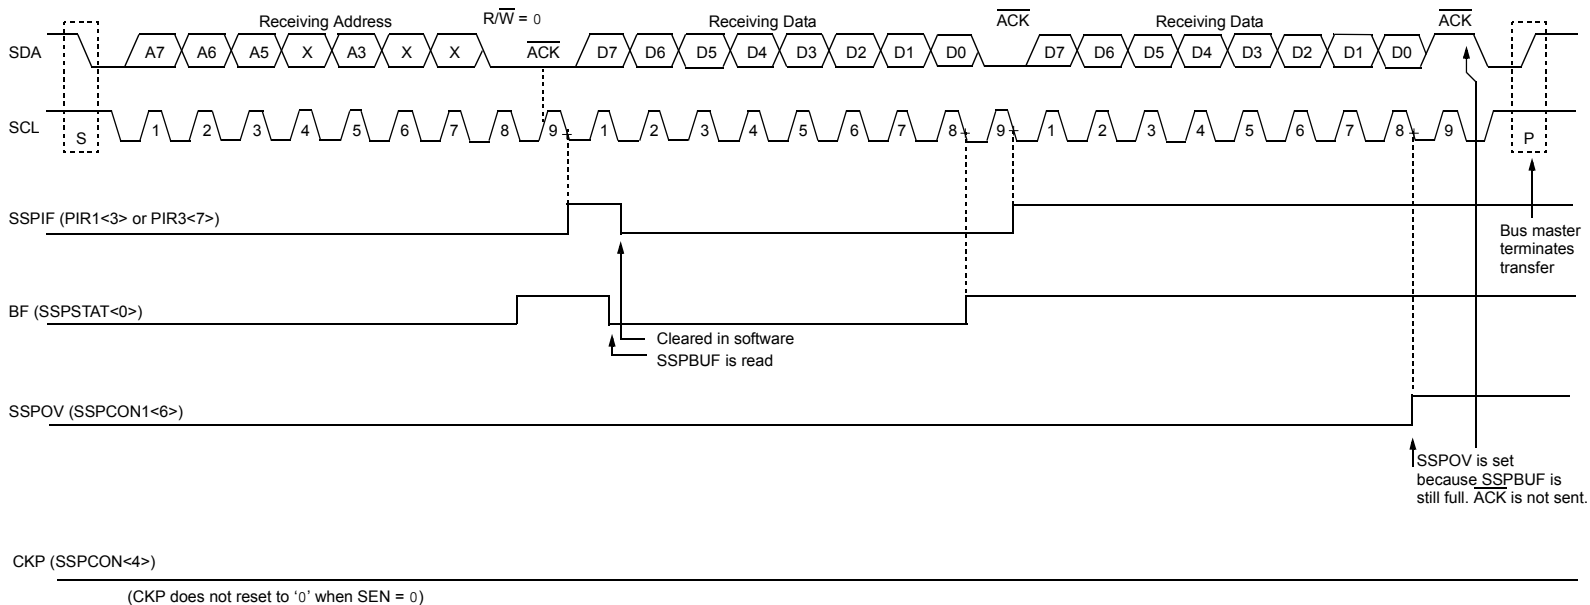 Receiving Address R/W = 0 Receiving Data ACK Receiving Data ACK
SDA A7 A6 A5 X A3 X X ACK D7 D6 D5 D4 D3 D2 D1 D0 D7 D6 D5 D4 D3 D2 D1 D0
SCL S 1 2 3 4 5 6 7 8 9 1 2 3 4 5 6 7 8 9 1 2 3 4 5 6 7 8 9 P
SSPIF (PIR1<3> or PIR3<7>)
Bus master
terminates
transfer
BF (SSPSTAT<0>)
Cleared in software
SSPBUF is read
SSPOV (SSPCON1<6>)
SSPOV is set
because SSPBUF is
still full. ACK is not sent.
CKP (SSPCON<4>)
(CKP does not reset to ‘0’ when SEN = 0)